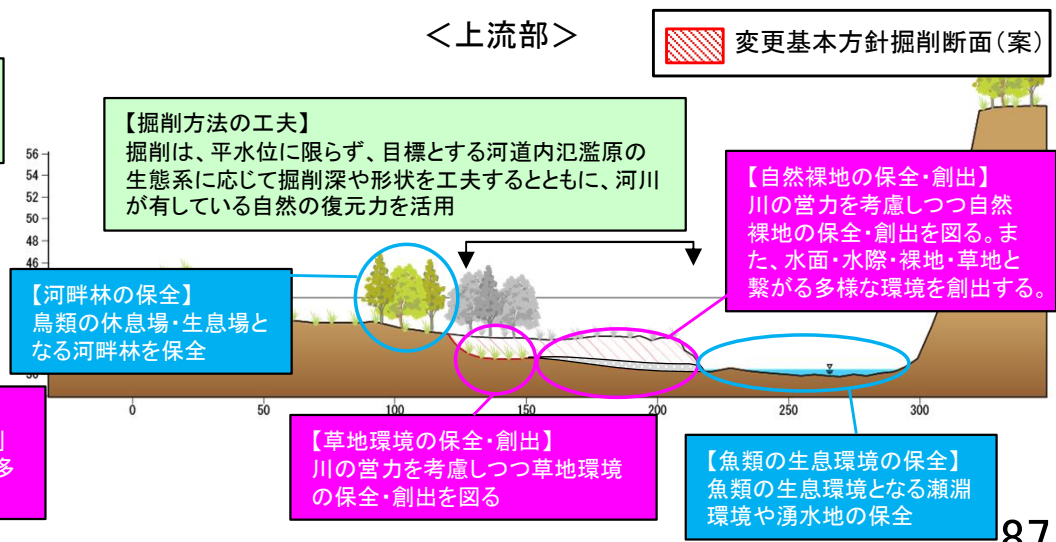 <上流部>
変更基本方針掘削断面(案)
【掘削方法の工夫】
掘削は、平水位に限らず、目標とする河道内氾濫原の
生態系に応じて掘削深や形状を工夫するとともに、河川
が有している自然の復元力を活用
【自然裸地の保全・創出】
川の営力を考慮しつつ自然
裸地の保全・創出を図る。ま
た、水面・水際・裸地・草地と
繋がる多様な環境を創出する。
56
54
52
50
48
46
【河畔林の保全】
鳥類の休息場・生息場と
なる河畔林を保全
0
50
100
150
200
250
300
多
【草地環境の保全・創出】
川の営力を考慮しつつ草地環境
の保全・創出を図る
【魚類の生息環境の保全】
魚類の生息環境となる瀬淵
環境や湧水地の保全
87